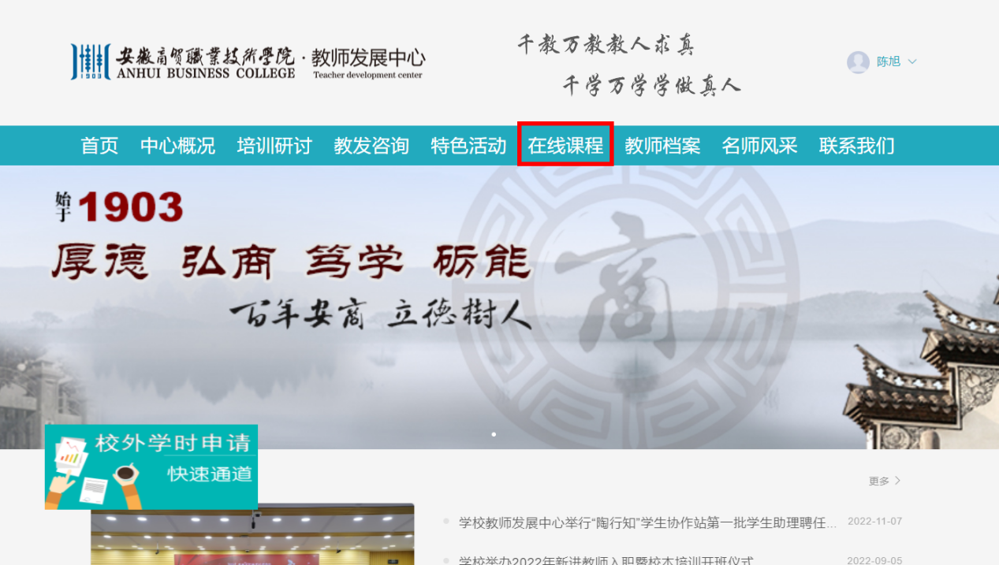 安徽商贸職業技術學院·教师发展中心
ANHUI BUSINESS COLLEGE Teacher development center
1903
千教万教教人求真
千学万学学做真人
陈旭
首页 中心概况 培训研讨 教发咨询 特色活动 在线课程 教师档案 名师风采 联系我们
始于1903
厚德 弘商 笃学 砺能
百年安商 立德樹人
商
校外学时申请
快速通道
更多
学校教师发展中心举行“陶行知”学生协作站第一批学生助理聘任... 2022-11-07
学校举办2022年新进教师入职暨校本培训开班仪式 2022-09-05